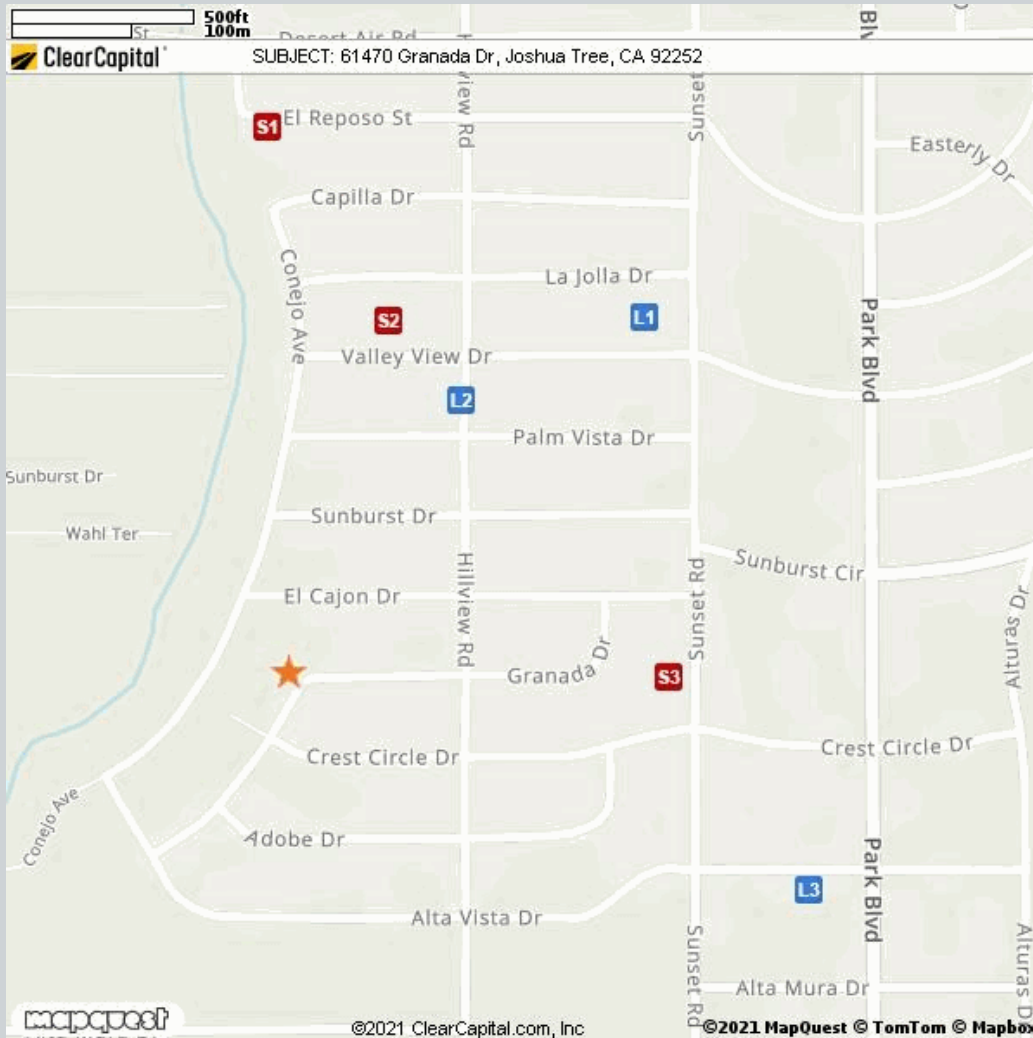 500ft
100m
St
Desert Air Rd
ClearCapital
SUBJECT: 61470 Granada Dr, Joshua Tree, CA 92252
Hillview Rd
Sunset
S1
El Reposo St
Easterly Dr
Capilla Dr
Conejo Ave
La Jolla Dr
S2
L1
Park Blvd
Valley View Dr
L2
Palm Vista Dr
Sunburst Dr
Sunburst Dr
Wahl Ter
Hillview Rd
Sunset Rd
Sunburst Cir
El Cajon Dr
Alturas Dr
Granada Dr
S3
Crest Circle Dr
Crest Circle Dr
Conejo Ave
Adobe Dr
Park Blvd
L3
Alta Vista Dr
Sunset Rd
Alturas Dr
Alta Mura Dr
mapquest
©2021 ClearCapital.com, Inc
©2021 MapQuest © TomTom © Mapbox